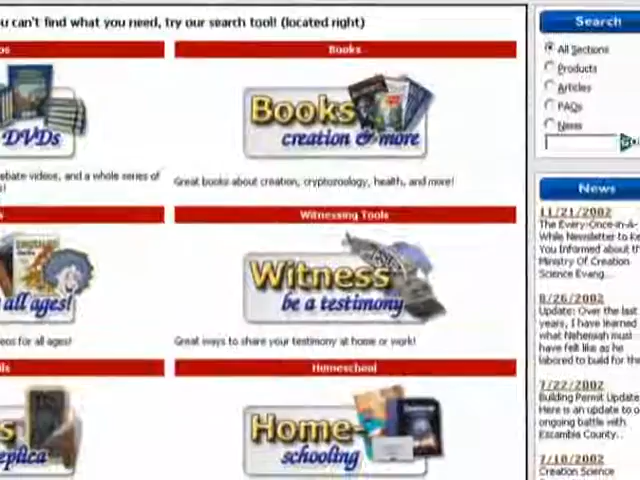 u can't find what you need, try our search tool! (located right)
Search
Books
All Sections
Products
Articles
FAQs
News
GO
DVDs
Books
creation & more
ebate videos, and a whole series of
Great books about creation, cryptozoology, health, and more!
News
Witnessing Tools
11/21/2002
The Every-Once-in-A-
While Newsletter to Ke
You Informed about th
Ministry Of Creation
Science Evang...
all ages!
Witness
be a testimony
8/26/2002
Update: Over the last
years, I have learned
what Nehemiah must
have felt like as he
labored to build for the
eos for all ages!
Great ways to share your testimony at home or work!
Homeschool
7/22/2002
Building Permit Update
Here is an update to o
ongoing battle with
Escambia County...
replica
Home-
schooling
7/18/2002
Creation Science